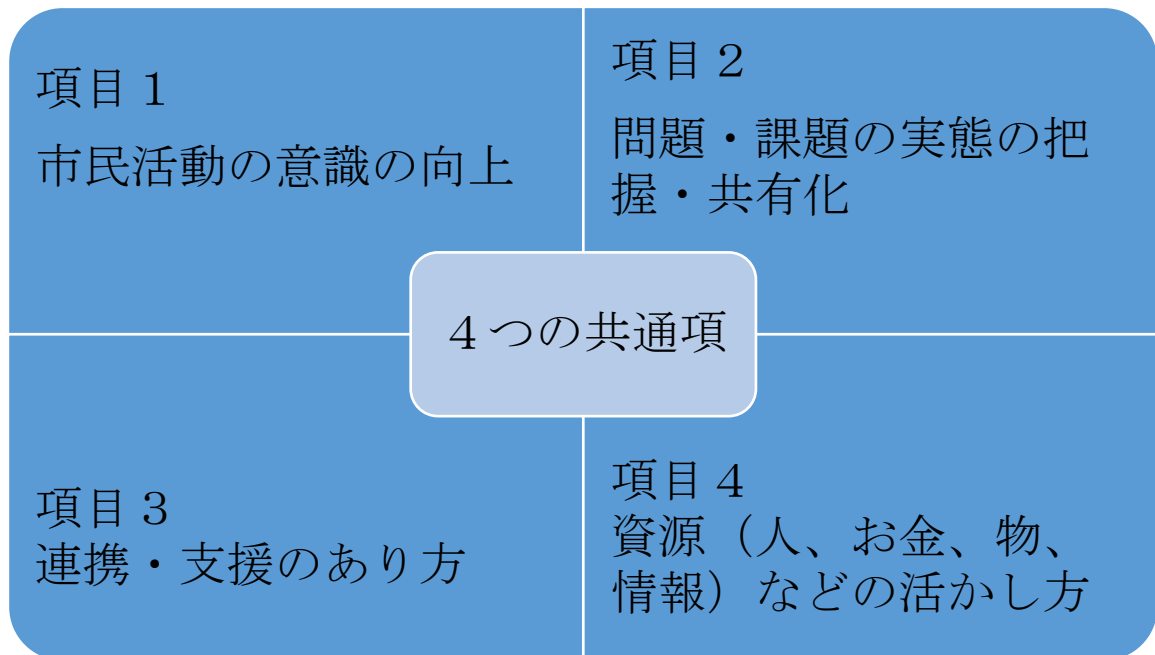 項目１
市民活動の意識の向上
項目２
問題・課題の実態の把
握・共有化
４つの共通項
項目３
連携・支援のあり方
項目４
資源（人、お金、物、
情報）などの活かし方